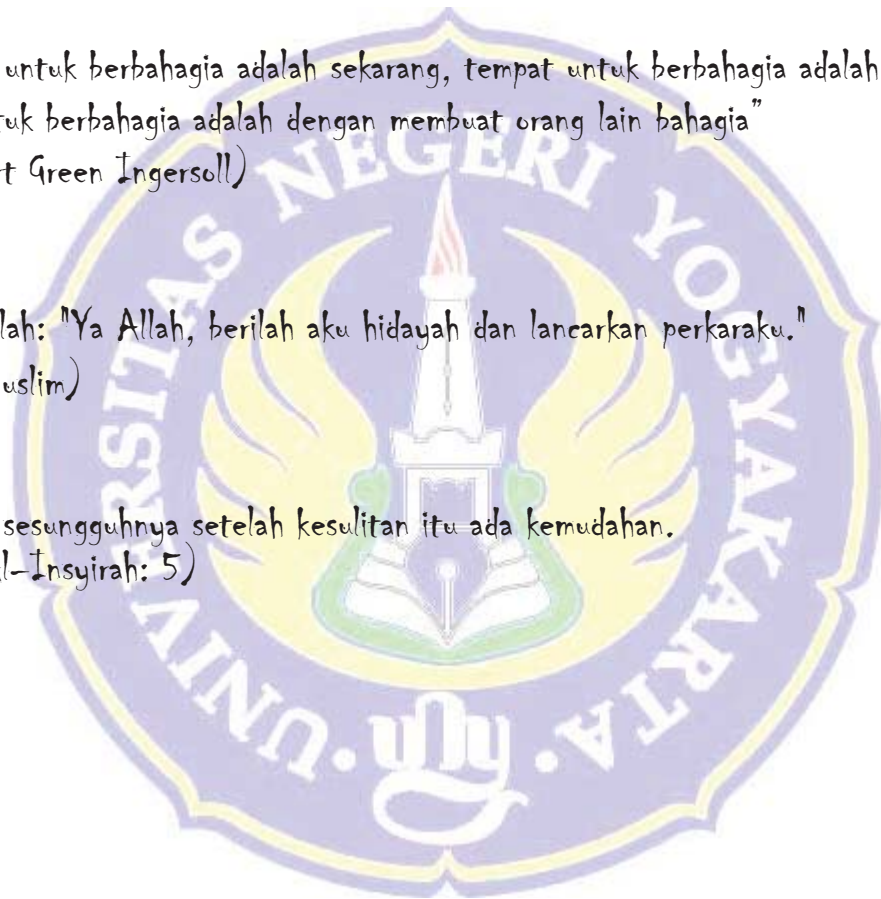 untuk berbahagia adalah sekarang, tempat untuk berbahagia adalah
tuk berbahagia adalah dengan membuat orang lain bahagia”
t Green Ingersoll)
lah: "Ya Allah, berilah aku hidayah dan lancarkan perkaraku."
uslim)
sesungguhnya setelah kesulitan itu ada kemudahan.
l-Insyirah: 5)
UNIVERSITAS NEGERI YOGYAKARTA
uny